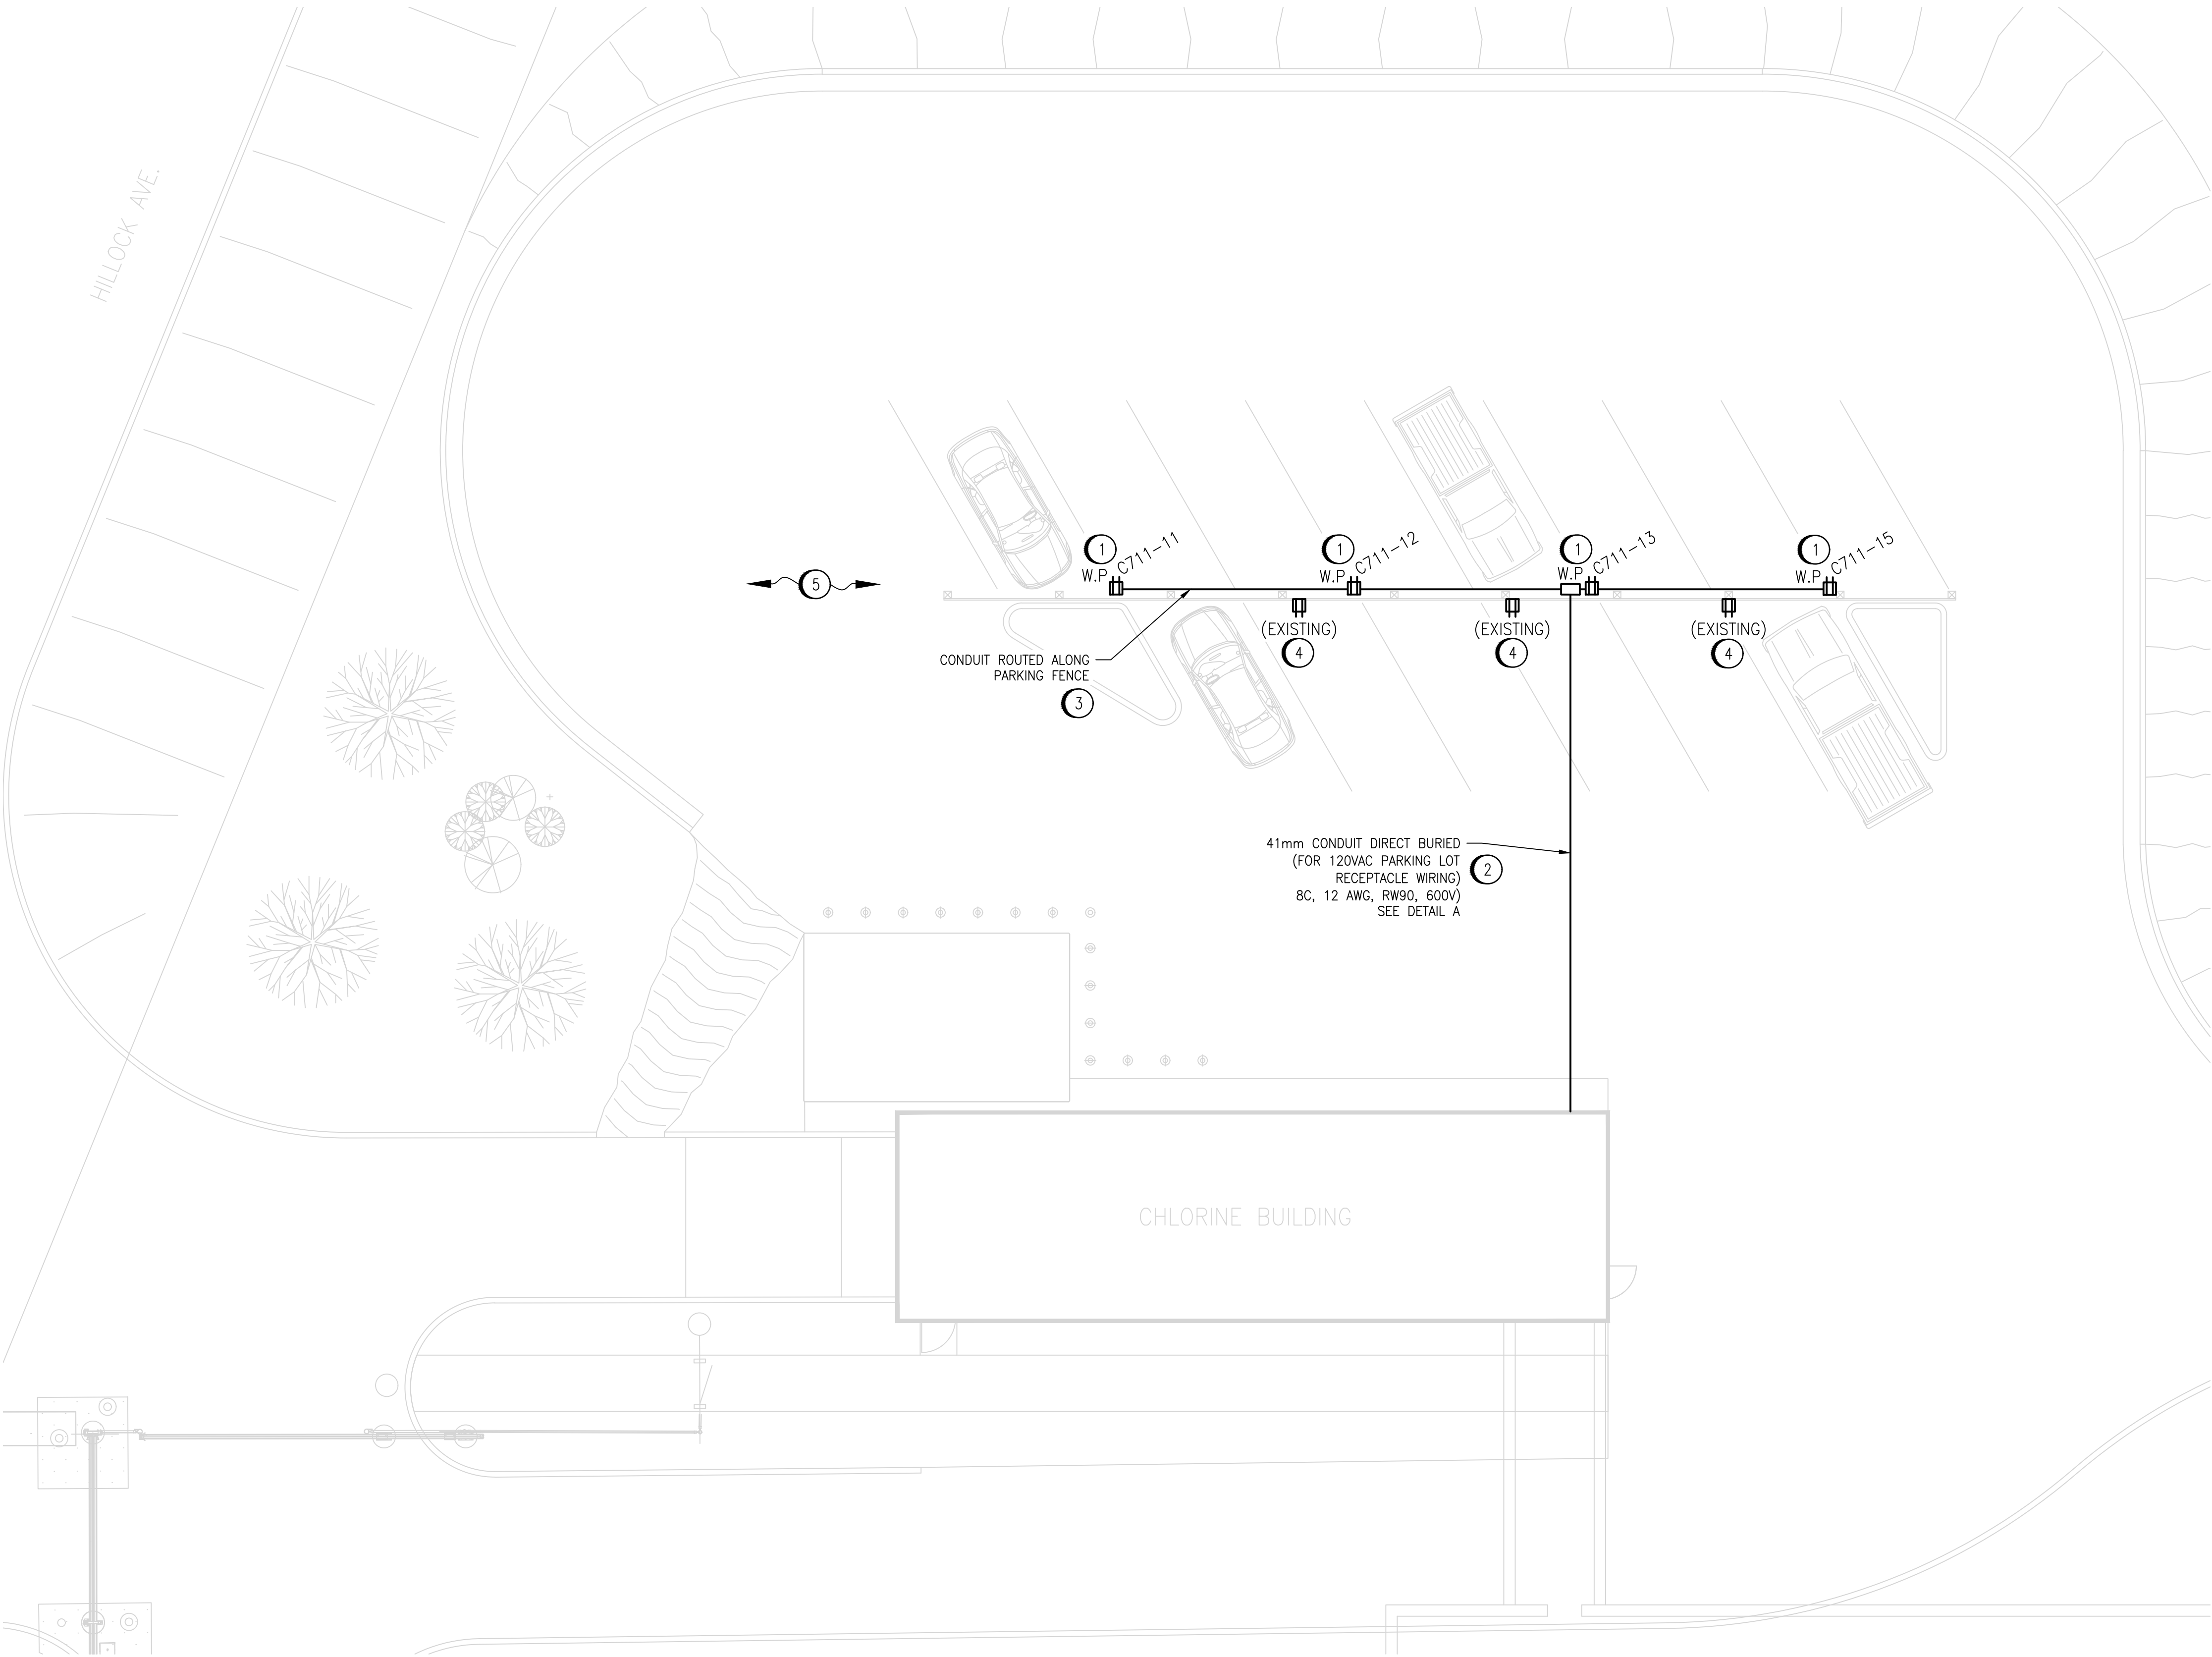 HILLOCK AVE.
1
W.P
C711-11
1
W.P
C711-12
1
W.P
C711-13
1
W.P
C711-15
5
(EXISTING)
4
(EXISTING)
4
(EXISTING)
4
CONDUIT ROUTED ALONG
PARKING FENCE
3
41mm CONDUIT DIRECT BURIED
(FOR 120VAC PARKING LOT
RECEPTACLE WIRING)
8C, 12 AWG, RW90, 600V)
SEE DETAIL A
2
CHLORINE BUILDING